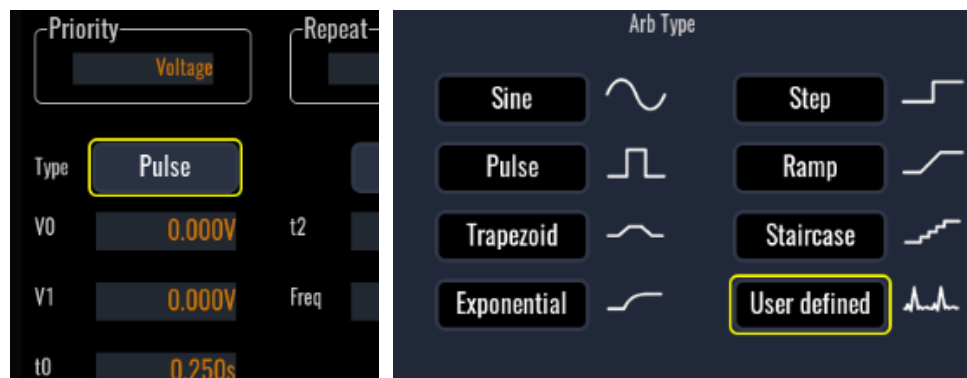 Priority
Repeat
Voltage
Type
Pulse
V0
0.000V
t2
V1
0.000V
Freq
t0
0.250s
Arb Type
Sine
Step
Pulse
Ramp
Trapezoid
Staircase
Exponential
User defined